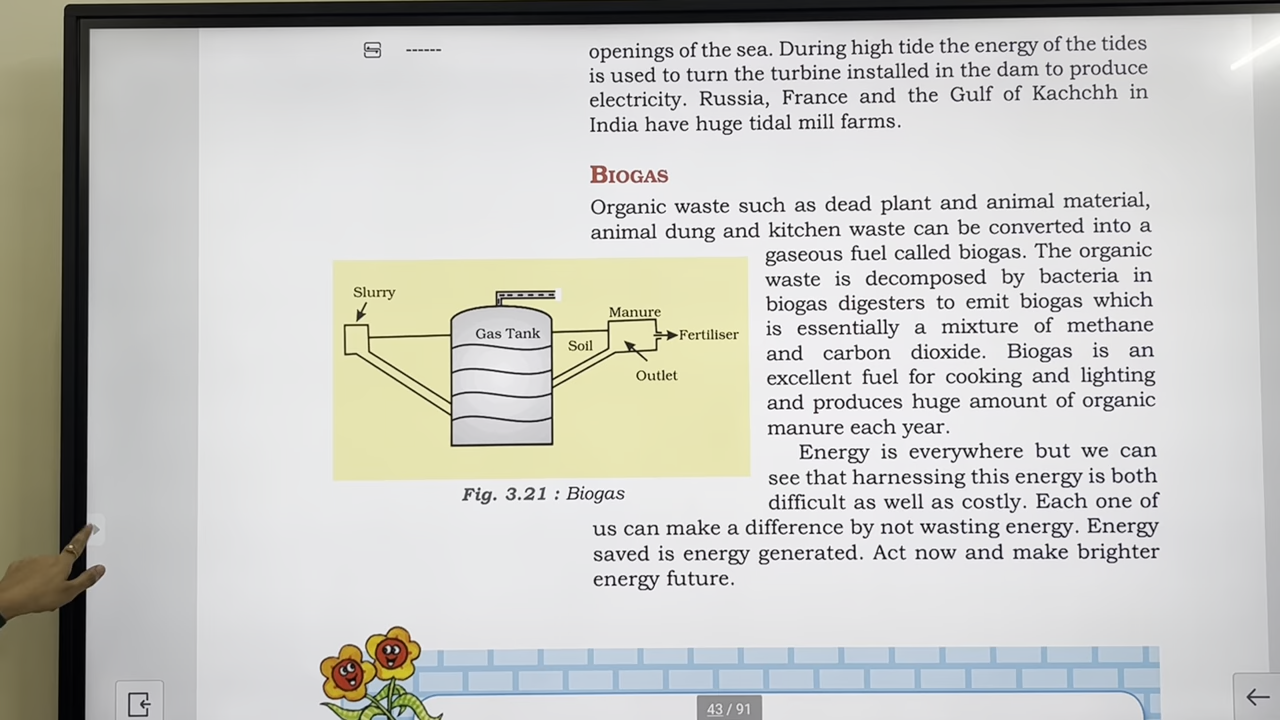 ------
openings of the sea. During high tide the energy of the tides
is used to turn the turbine installed in the dam to produce
electricity. Russia, France and the Gulf of Kachchh in
India have huge tidal mill farms.
BIOGAS
Organic waste such as dead plant and animal material,
animal dung and kitchen waste can be converted into a
gaseous fuel called biogas. The organic
waste is decomposed by bacteria in
biogas digesters to emit biogas which
is essentially a mixture of methane
and carbon dioxide. Biogas is an
excellent fuel for cooking and lighting
and produces huge amount of organic
manure each year.
Slurry
Gas Tank
Manure
Soil
Fertiliser
Outlet
Fig. 3.21 : Biogas
Energy is everywhere but we can
see that harnessing this energy is both
difficult as well as costly. Each one of
us can make a difference by not wasting energy. Energy
saved is energy generated. Act now and make brighter
energy future.
43 / 91